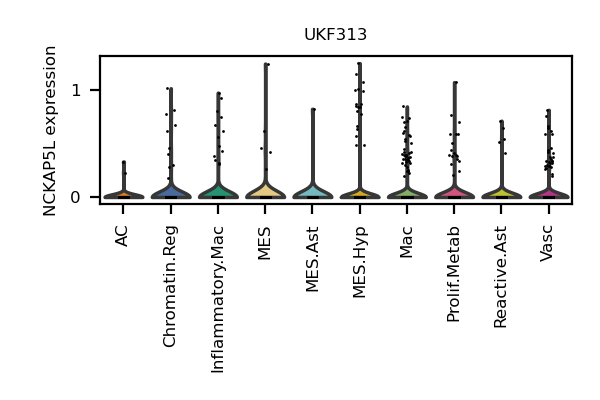 UKF313
NCKAP5L expression
1
0
AC
Chromatin.Reg
Inflammatory.Mac
MES
MES.Ast
MES.Hyp
Mac
Prolif.Metab
Reactive.Ast
Vasc